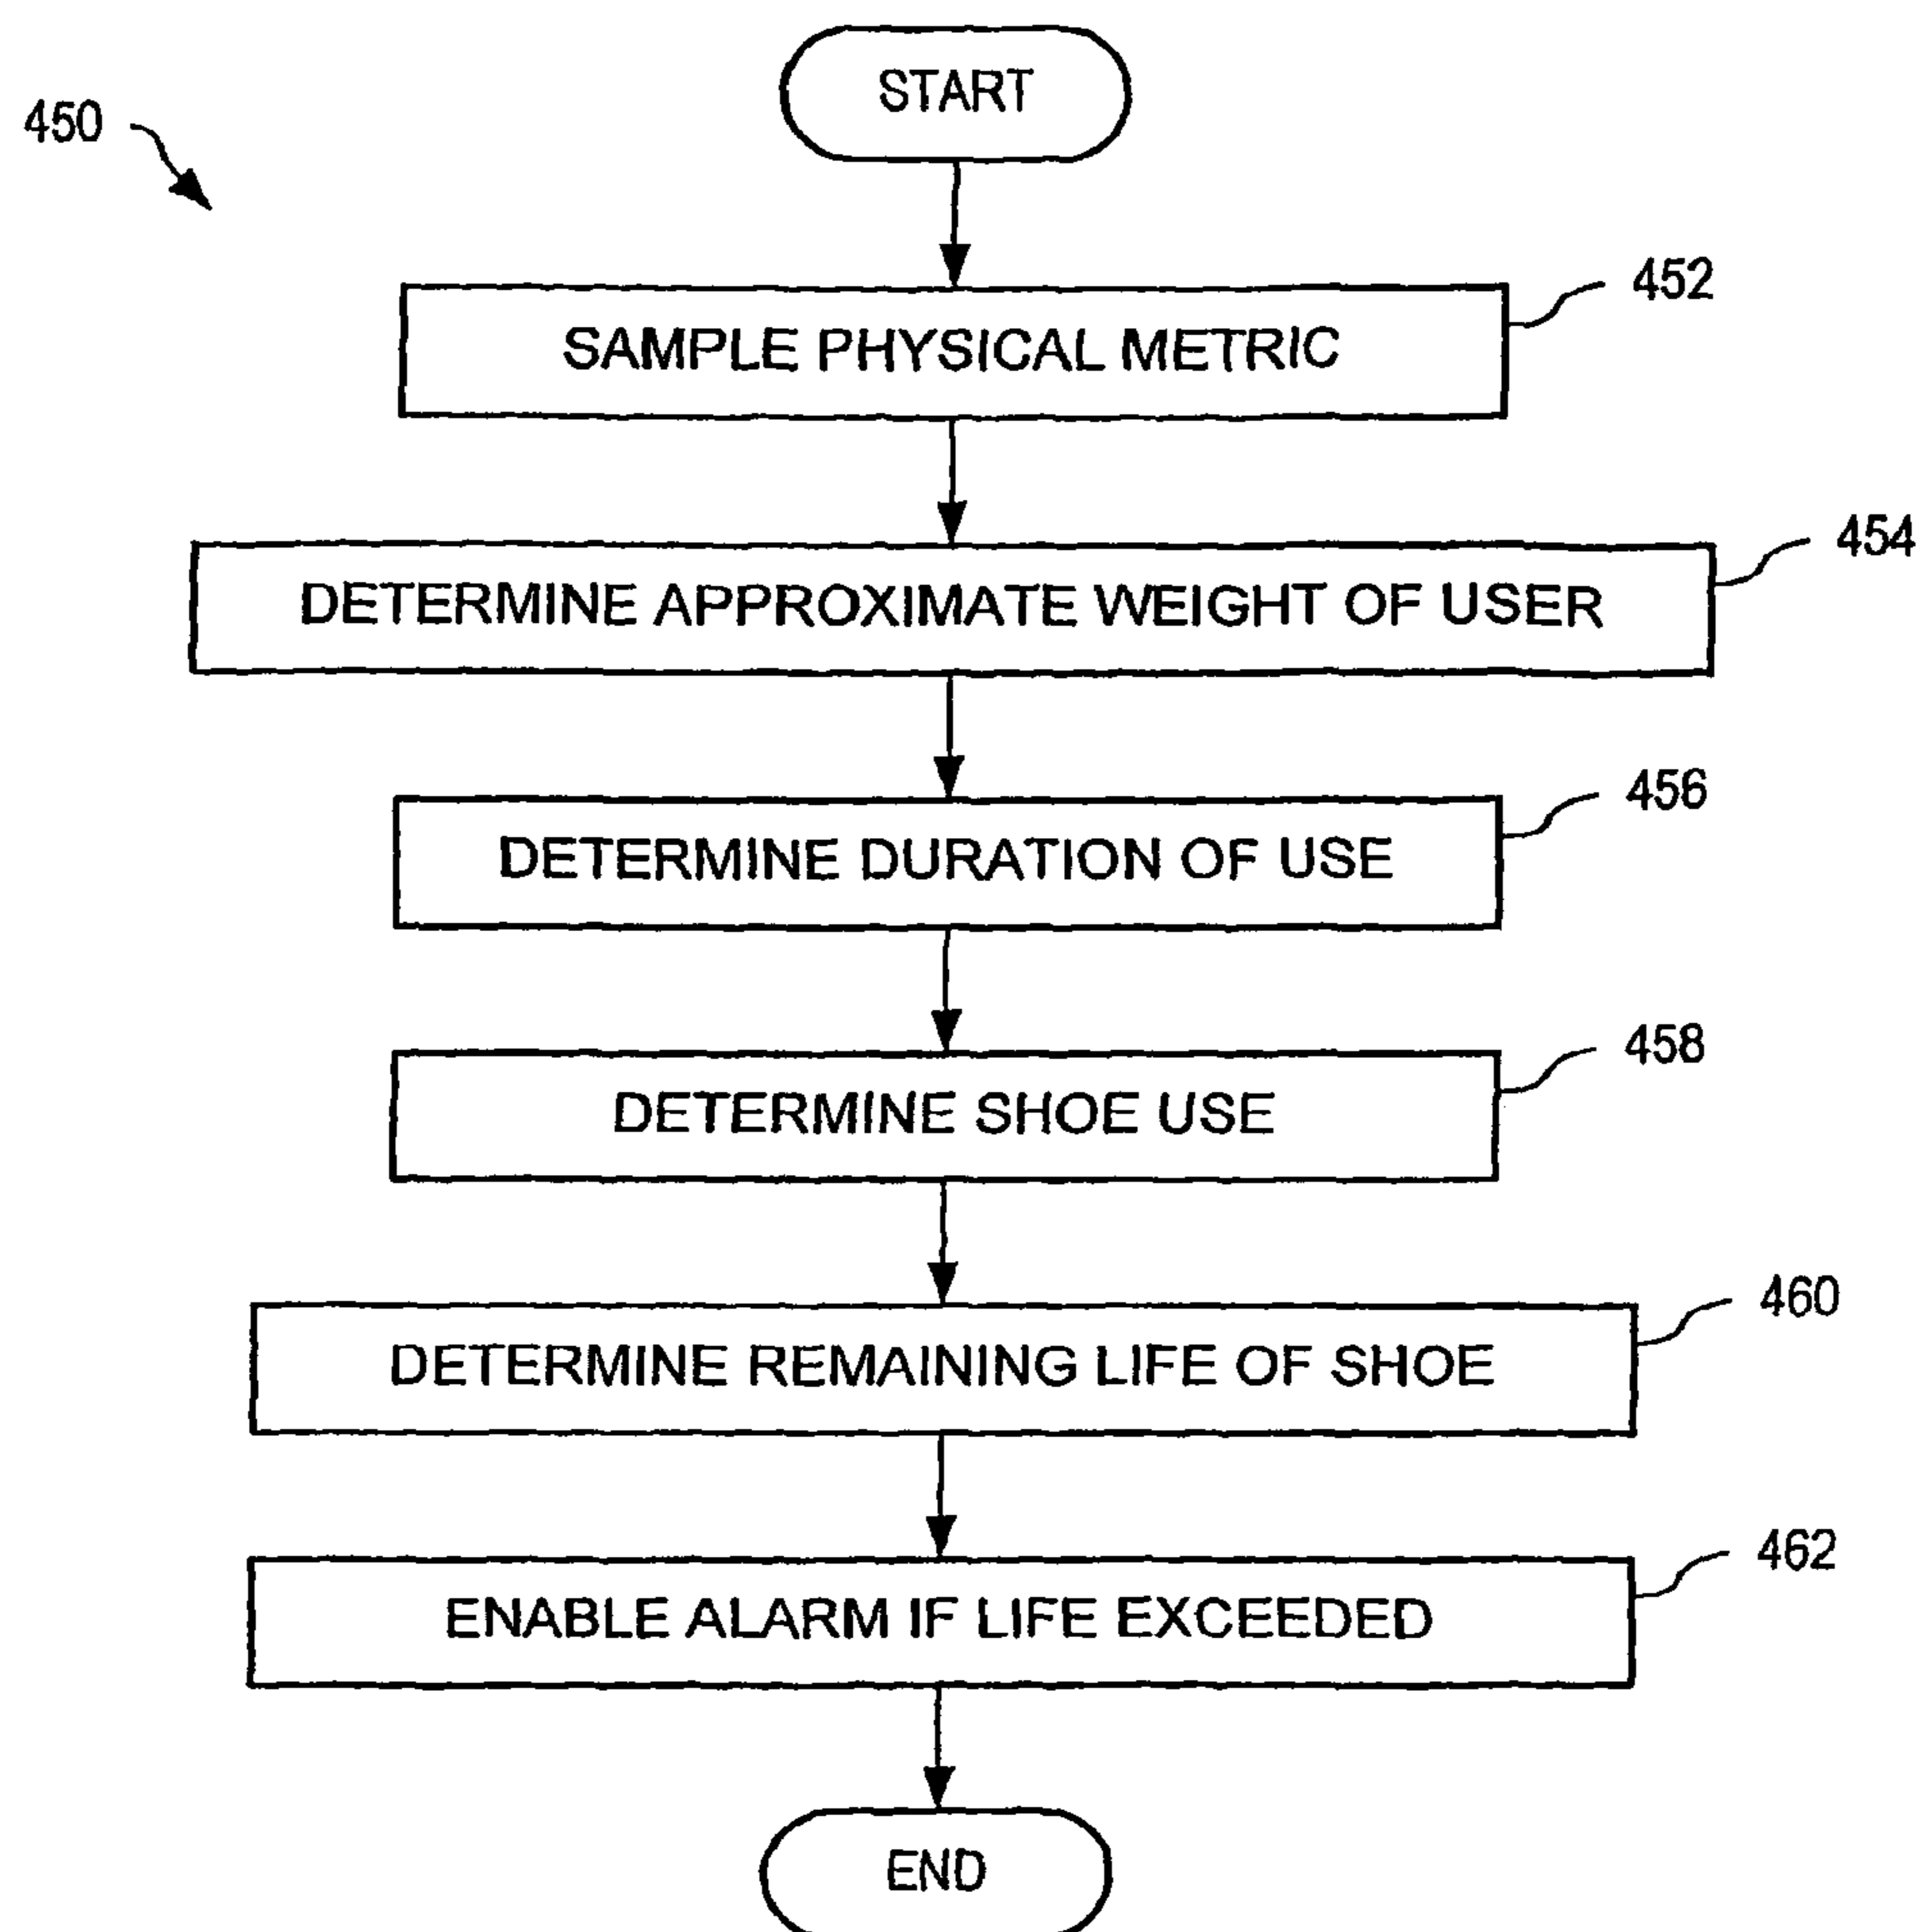 START
450
452
SAMPLE PHYSICAL METRIC
454
DETERMINE APPROXIMATE WEIGHT OF USER
456
DETERMINE DURATION OF USE
458
DETERMINE SHOE USE
460
DETERMINE REMAINING LIFE OF SHOE
462
ENABLE ALARM IF LIFE EXCEEDED
END